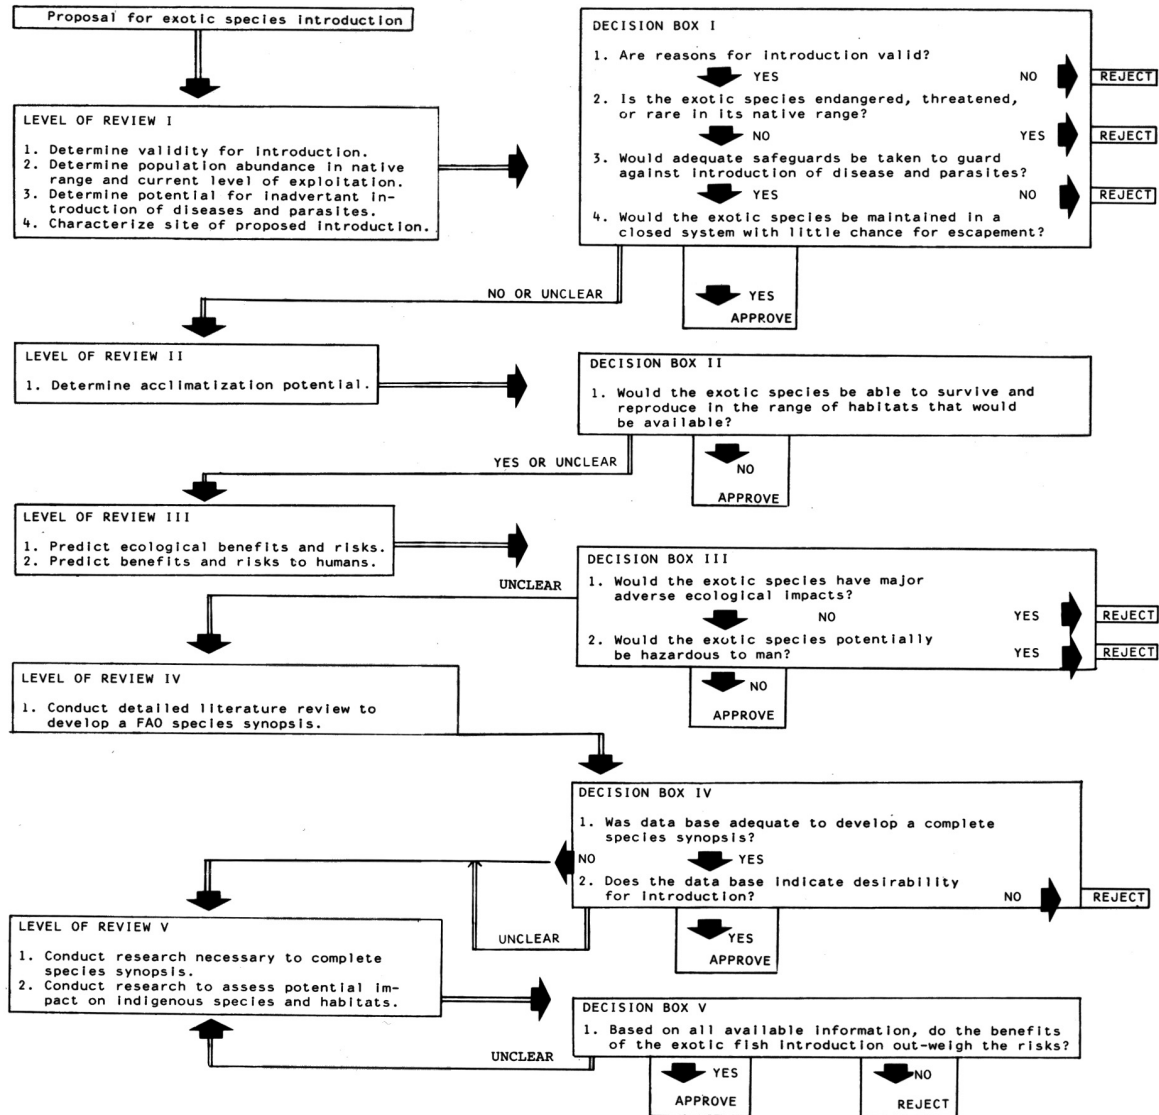 Proposal for exotic species introduction
LEVEL OF REVIEW I
1. Determine validity for introduction.
2. Determine population abundance in native
range and current level of exploitation.
3. Determine potential for inadvertant in-
troduction of diseases and parasites.
4. Characterize site of proposed introduction.
DECISION BOX I
1. Are reasons for introduction valid?
YES
NO
REJECT
2. Is the exotic species endangered, threatened,
or rare in its native range?
NO
YES
REJECT
3. Would adequate safeguards be taken to guard
against introduction of disease and parasites?
YES
NO
REJECT
4. Would the exotic species be maintained in a
closed system with little chance for escapement?
NO OR UNCLEAR
YES
APPROVE
LEVEL OF REVIEW II
1. Determine acclimatization potential.
DECISION BOX II
1. Would the exotic species be able to survive and
reproduce in the range of habitats that would
be available?
YES OR UNCLEAR
NO
APPROVE
LEVEL OF REVIEW III
1. Predict ecological benefits and risks.
2. Predict benefits and risks to humans.
DECISION BOX III
1. Would the exotic species have major
adverse ecological impacts?
NO
YES
REJECT
2. Would the exotic species potentially
be hazardous to man?
YES
REJECT
UNCLEAR
NO
APPROVE
LEVEL OF REVIEW IV
1. Conduct detailed literature review to
develop a FAO species synopsis.
DECISION BOX IV
1. Was data base adequate to develop a complete
species synopsis?
NO
YES
2. Does the data base indicate desirability
for introduction?
NO
REJECT
UNCLEAR
YES
APPROVE
LEVEL OF REVIEW V
1. Conduct research necessary to complete
species synopsis.
2. Conduct research to assess potential im-
pact on indigenous species and habitats.
DECISION BOX V
1. Based on all available information, do the benefits
of the exotic fish introduction out-weigh the risks?
UNCLEAR
YES
APPROVE
NO
REJECT